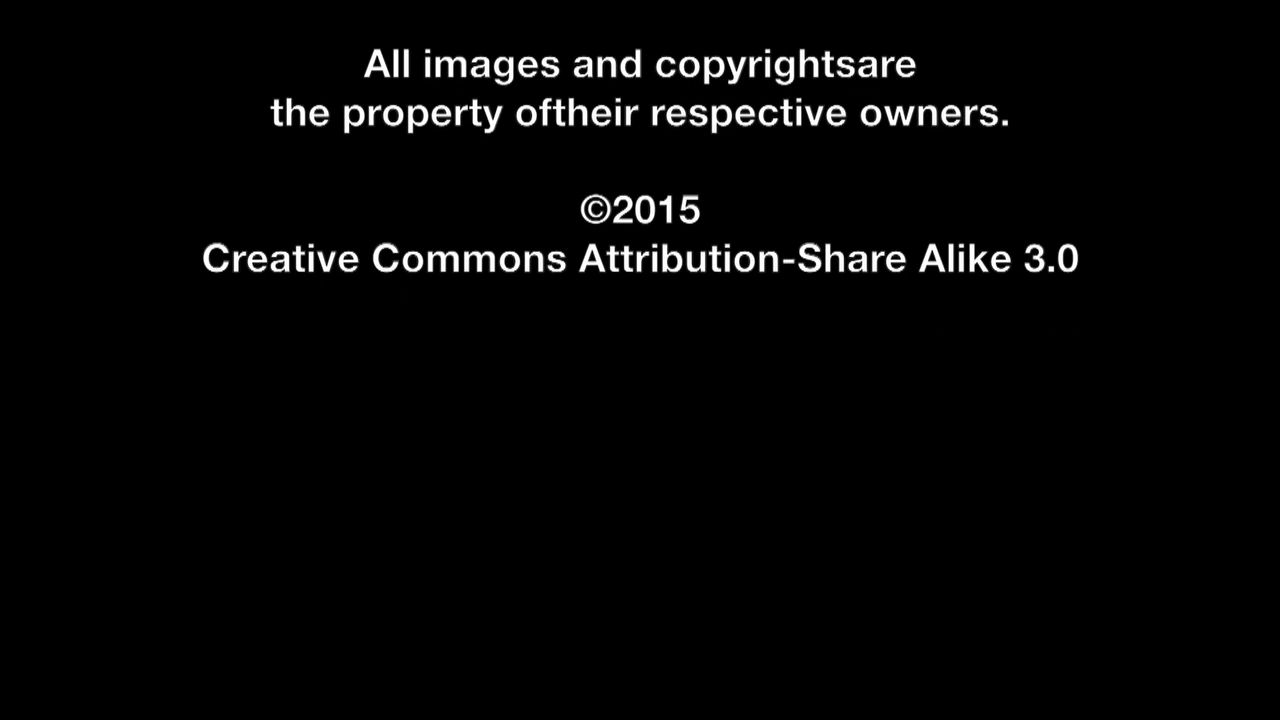 All images and copyrightsare
the property oftheir respective owners.
©2015
Creative Commons Attribution-Share Alike 3.0